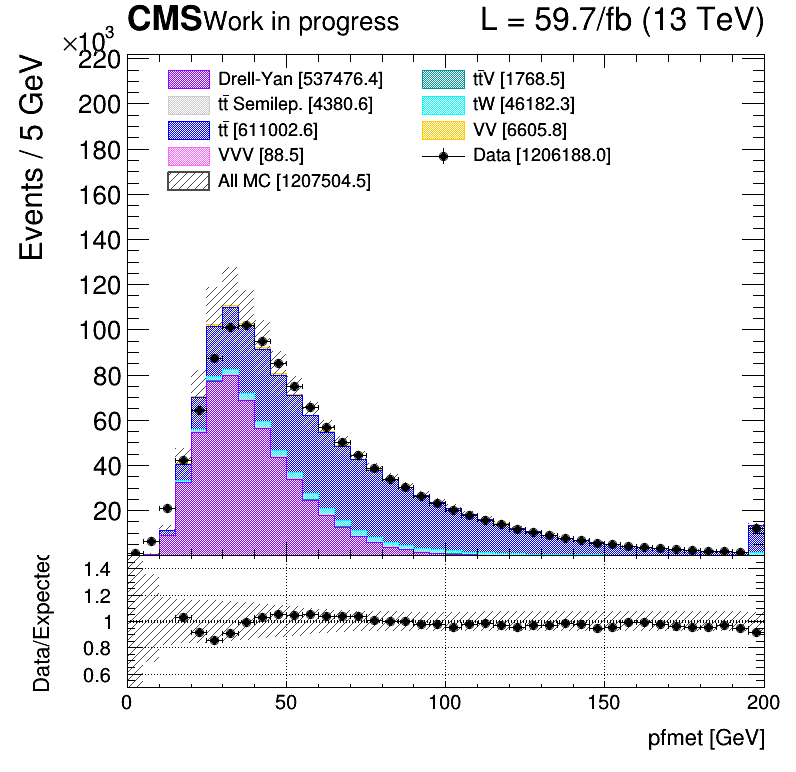 CMS Work in progress L = 59.7/fb (13 TeV)
×10³
Events / 5 GeV
220
200
180
160
140
120
100
80
60
40
20
Drell-Yan [537476.4]
tt̄ Semilep. [4380.6]
tt̄ [611002.6]
VVV [88.5]
All MC [1207504.5]
tt̄V [1768.5]
tW [46182.3]
VV [6605.8]
Data [1206188.0]
Data/Expected
1.4
1.2
1
0.8
0.6
0 50 100 150 200
pfmet [GeV]